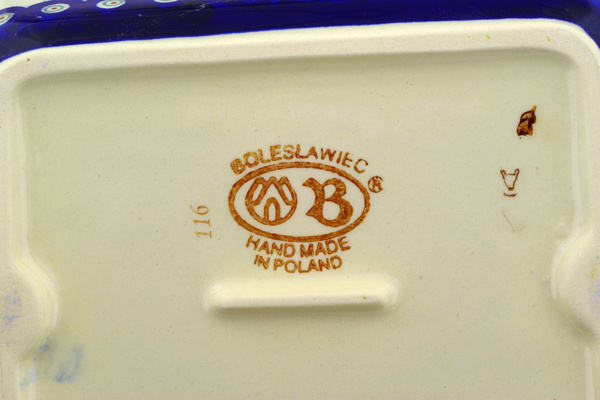 BOLESŁAWIEC
B ®
HAND MADE
IN POLAND
116